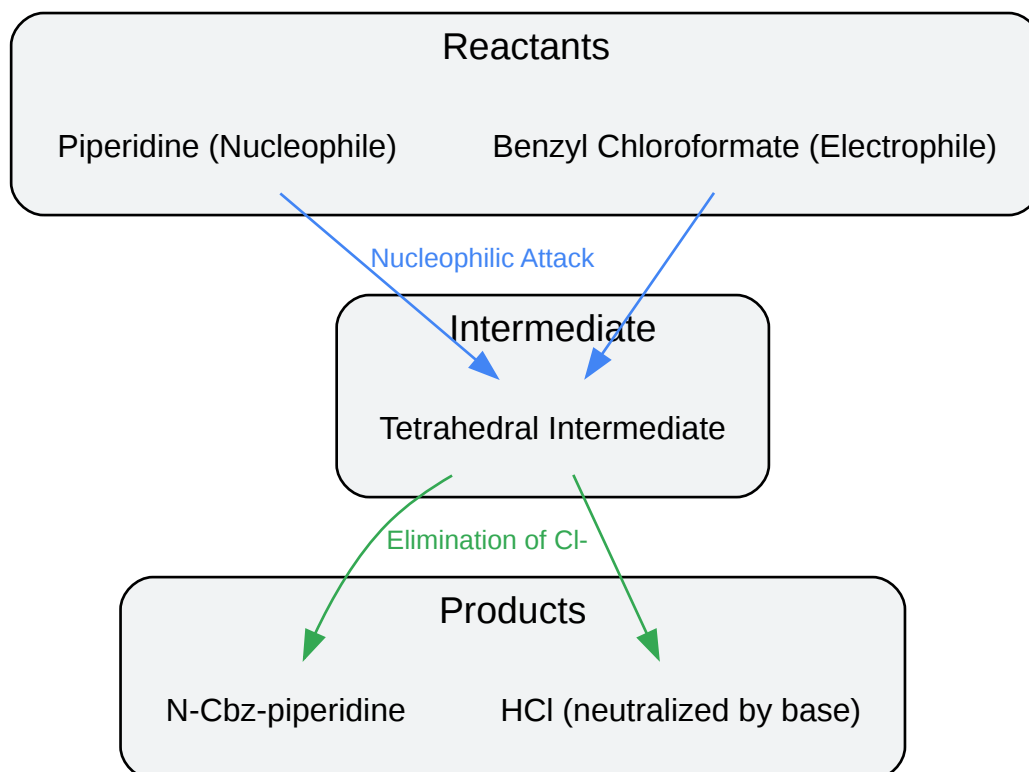 Reactants
Piperidine (Nucleophile)
Benzyl Chloroformate (Electrophile)
Nucleophilic Attack
Intermediate
Tetrahedral Intermediate
Elimination of Cl-
Products
N-Cbz-piperidine
HCl (neutralized by base)